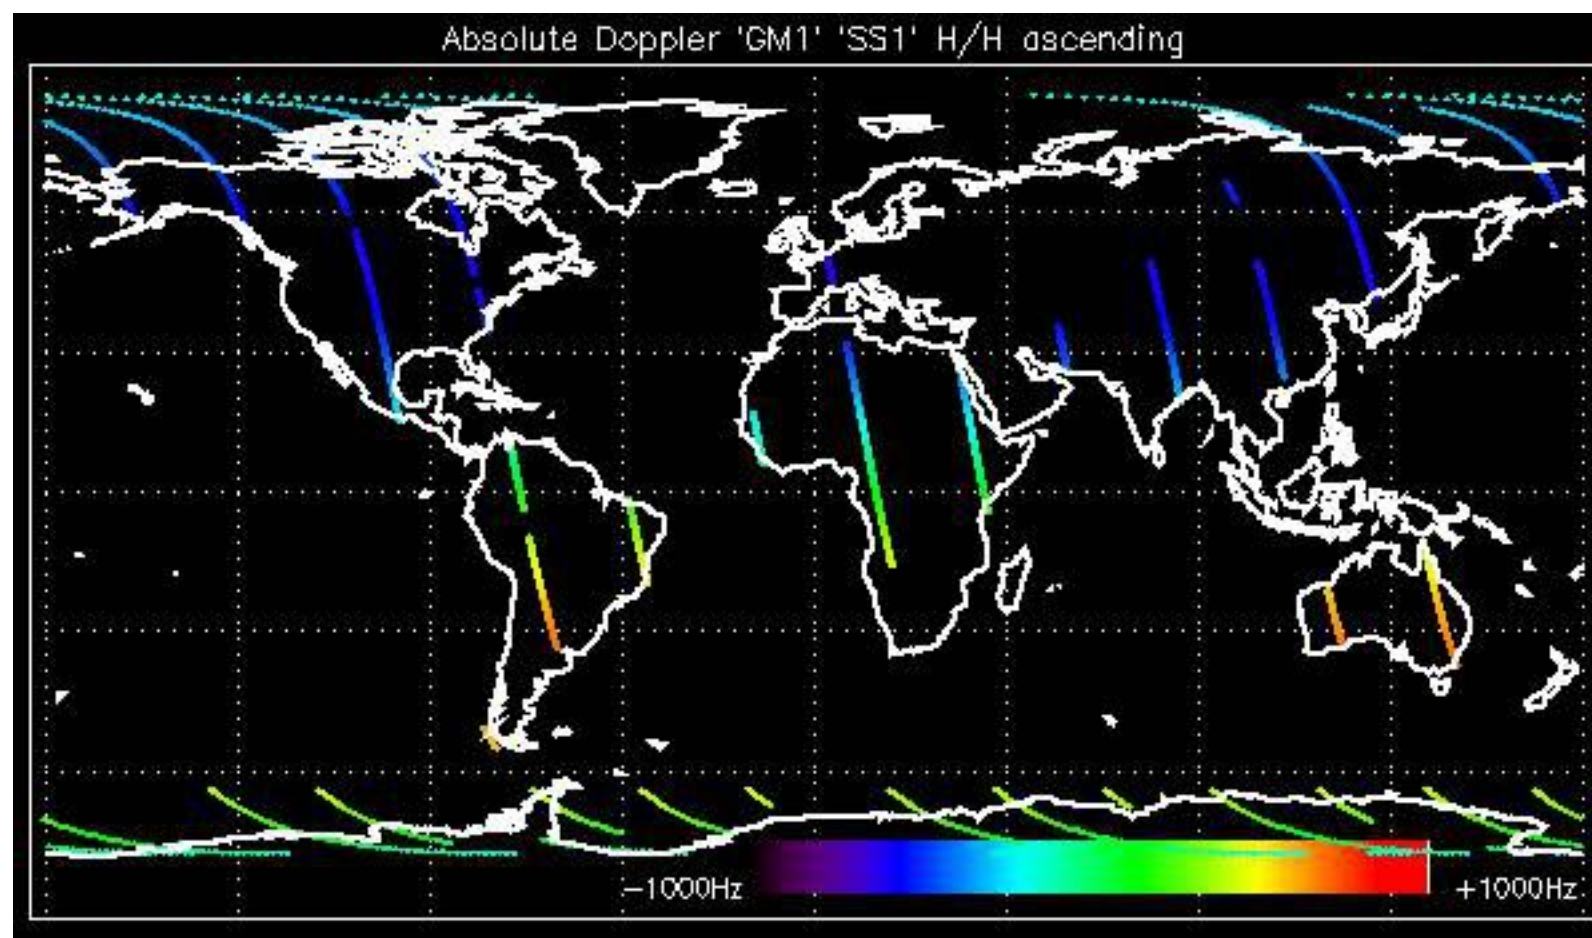 Absolute Doppler 'GM1' 'SS1' H/H ascending
−1000Hz
+1000Hz